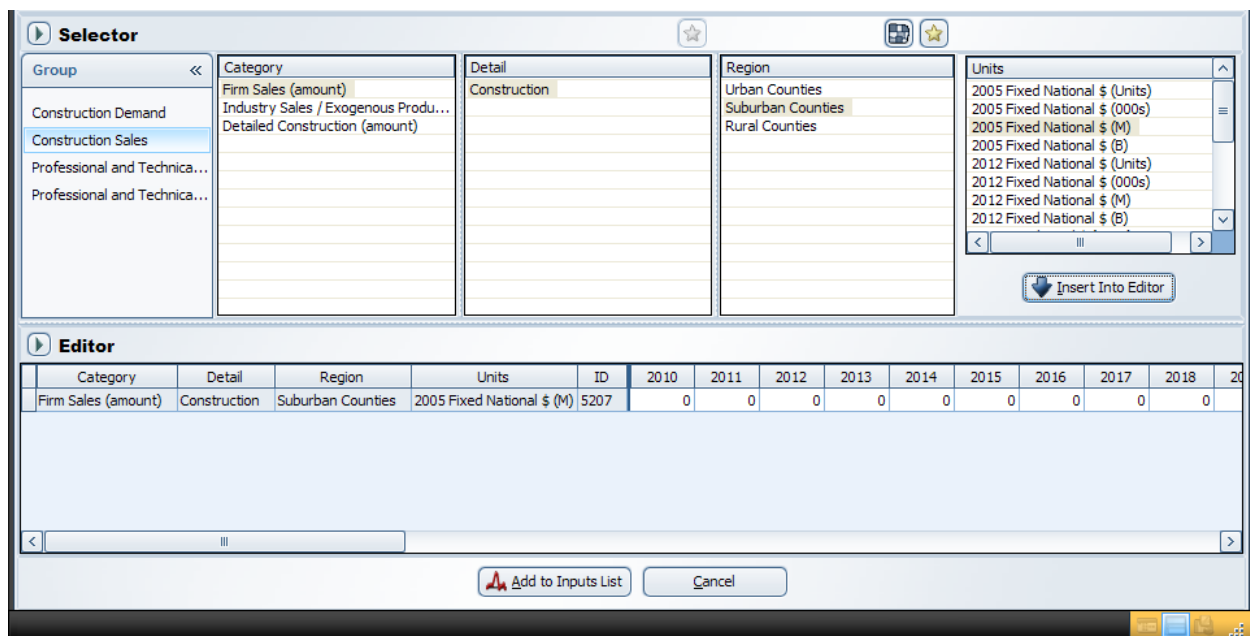 Selector
Group «
Construction Demand
Construction Sales
Professional and Technica...
Professional and Technica...
Category
Firm Sales (amount)
Industry Sales / Exogenous Produ...
Detailed Construction (amount)
Detail
Construction
Region
Urban Counties
Suburban Counties
Rural Counties
Units
2005 Fixed National $ (Units)
2005 Fixed National $ (000s)
2005 Fixed National $ (M)
2005 Fixed National $ (B)
2012 Fixed National $ (Units)
2012 Fixed National $ (000s)
2012 Fixed National $ (M)
2012 Fixed National $ (B)
Insert Into Editor
Editor
Category Detail Region Units ID 2010 2011 2012 2013 2014 2015 2016 2017 2018
Firm Sales (amount) Construction Suburban Counties 2005 Fixed National $ (M) 5207 0 0 0 0 0 0 0 0 0
Add to Inputs List Cancel